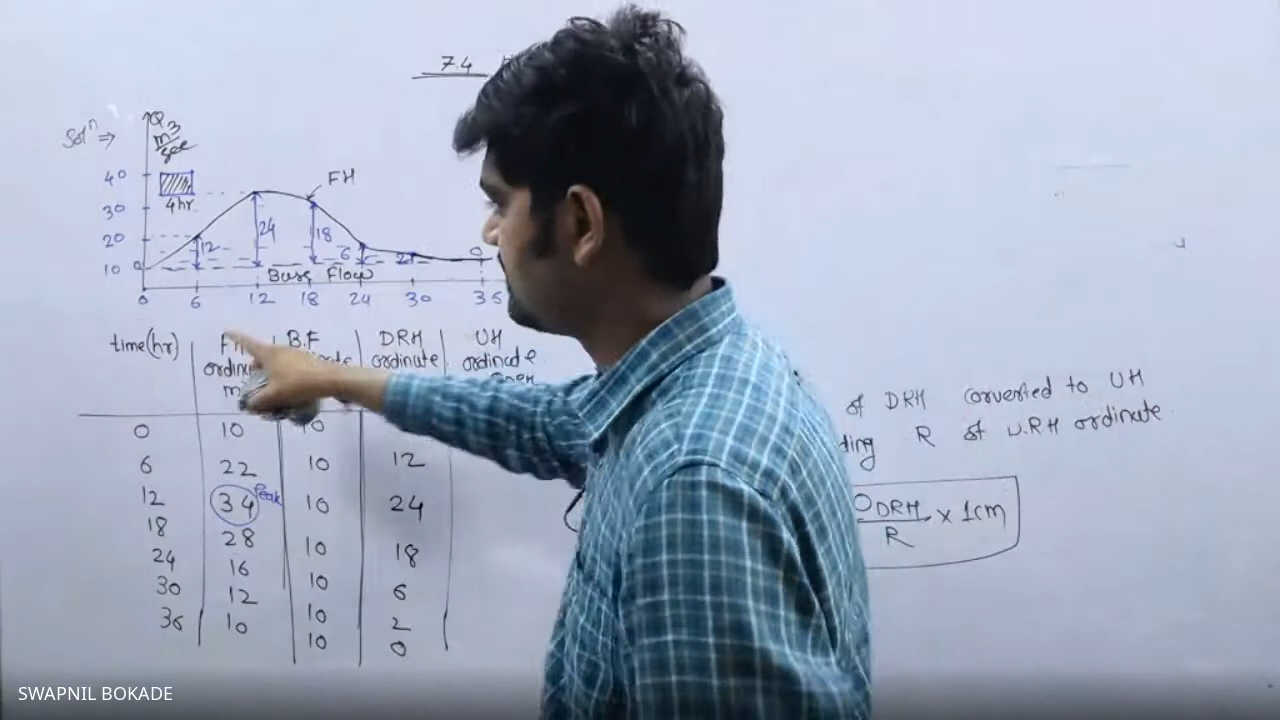 7.4
Solⁿ ⇒
Q
m³/sec
40
30
20
10
0
4hr
FH
12
24
18
6
2
0
Base Flow
0 6 12 18 24 30 35
time(hr) B.F DRH UH
ordinate ordinate
0 10 10
6 22 10 12
12 34 Peak 10 24
18 28 10 18
24 16 10 6
30 12 10 2
36 10 10 0
of DRH converted to UH
R of DRH ordinate
O DRH / R × 1cm
SWAPNIL BOKADE